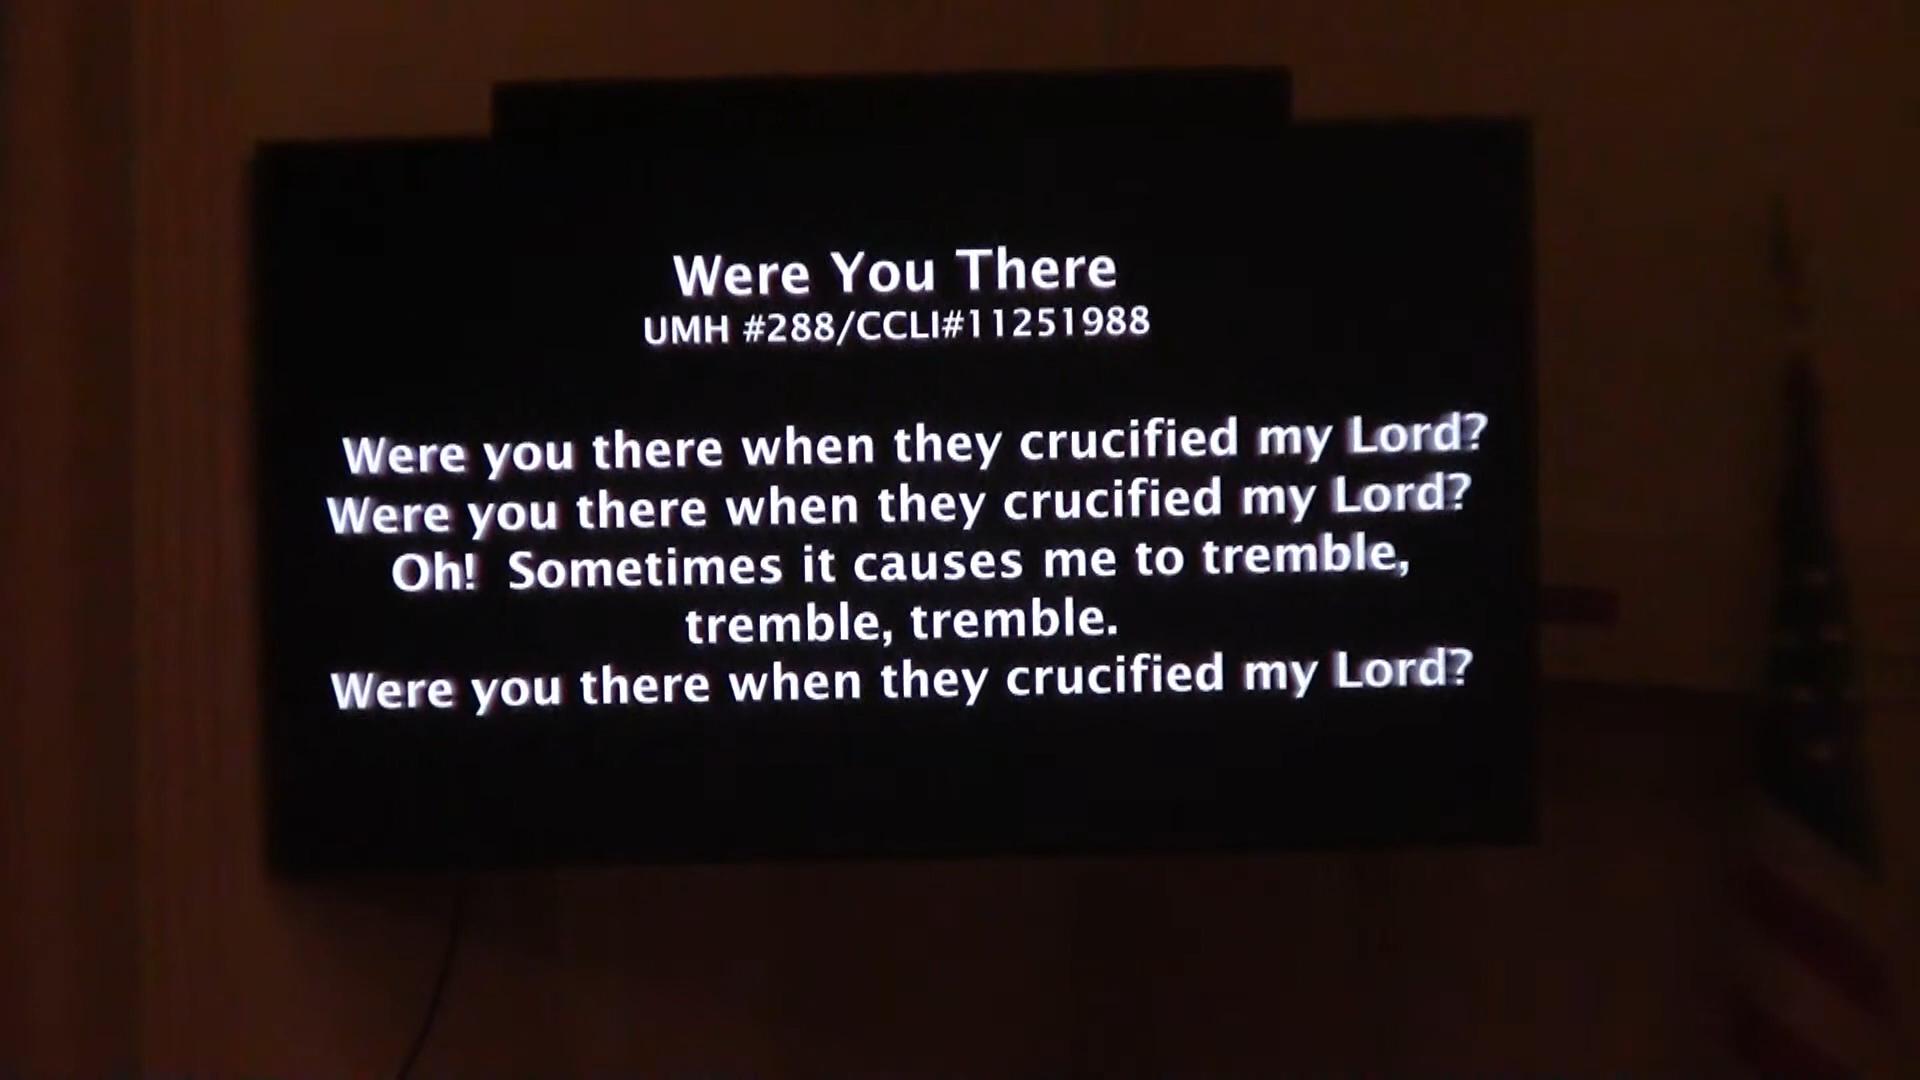 Were You There
UMH #288/CCLI#11251988
Were you there when they crucified my Lord?
Were you there when they crucified my Lord?
Oh!  Sometimes it causes me to tremble,
tremble, tremble.
Were you there when they crucified my Lord?